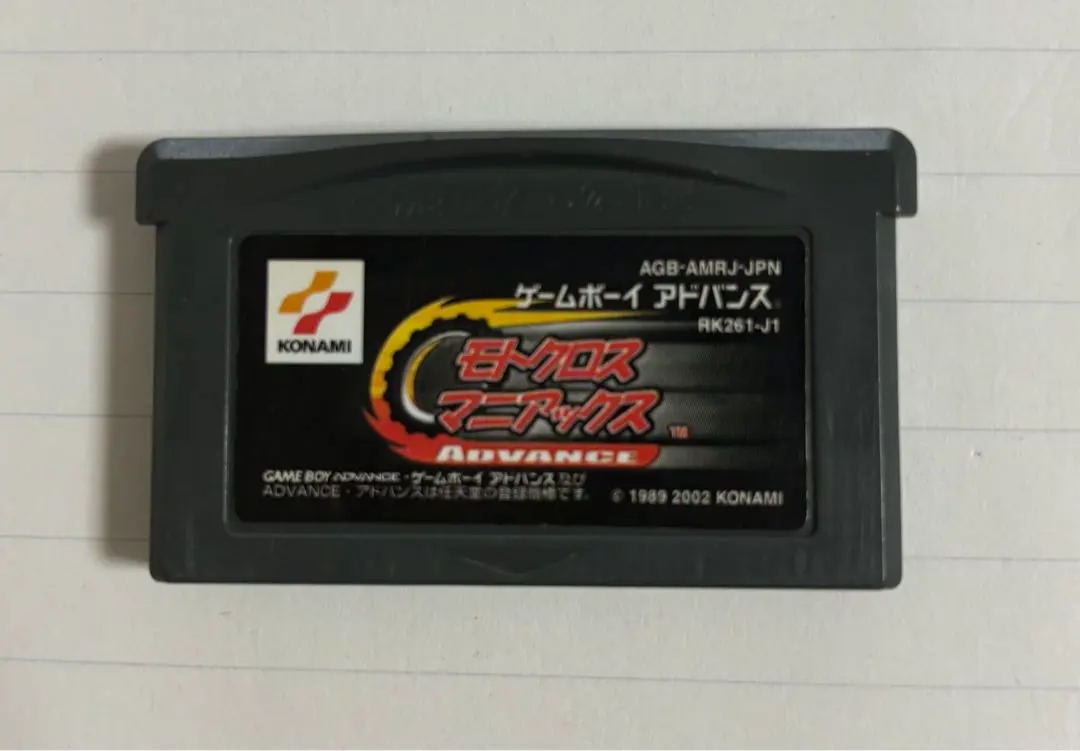 AGB-AMRJ-JPN
ゲームボーイ アドバンス
RK261-J1
KONAMI
モトクロス
マニアックス
TM
ADVANCE
GAME BOY ADVANCE・ゲームボーイ アドバンス 及び
ADVANCE・アドバンスは任天堂の登録商標です。
© 1989 2002 KONAMI